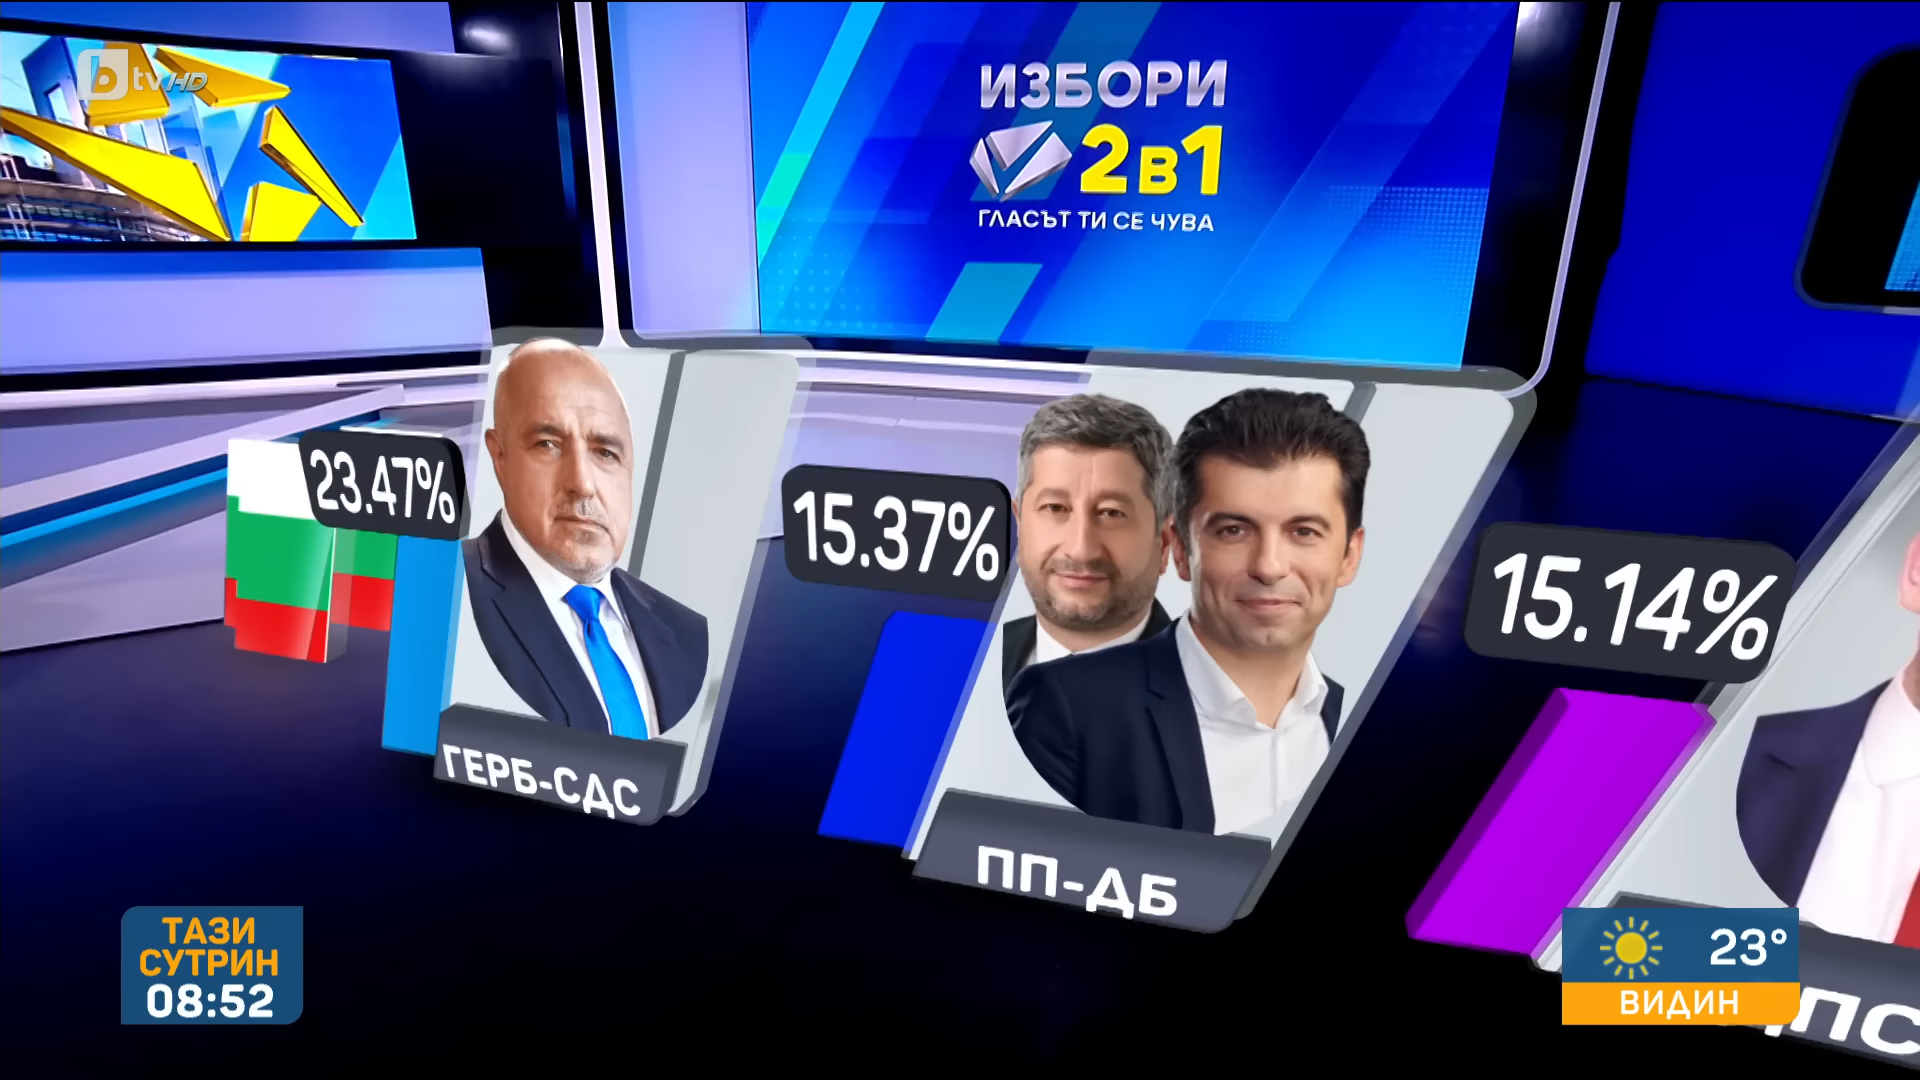 btv HD
ИЗБОРИ
2в1
ГЛАСЪТ ТИ СЕ ЧУВА
23.47%
15.37%
15.14%
ГЕРБ-СДС
ПП-ДБ
ТАЗИ
СУТРИН
08:52
23°
ВИДИН